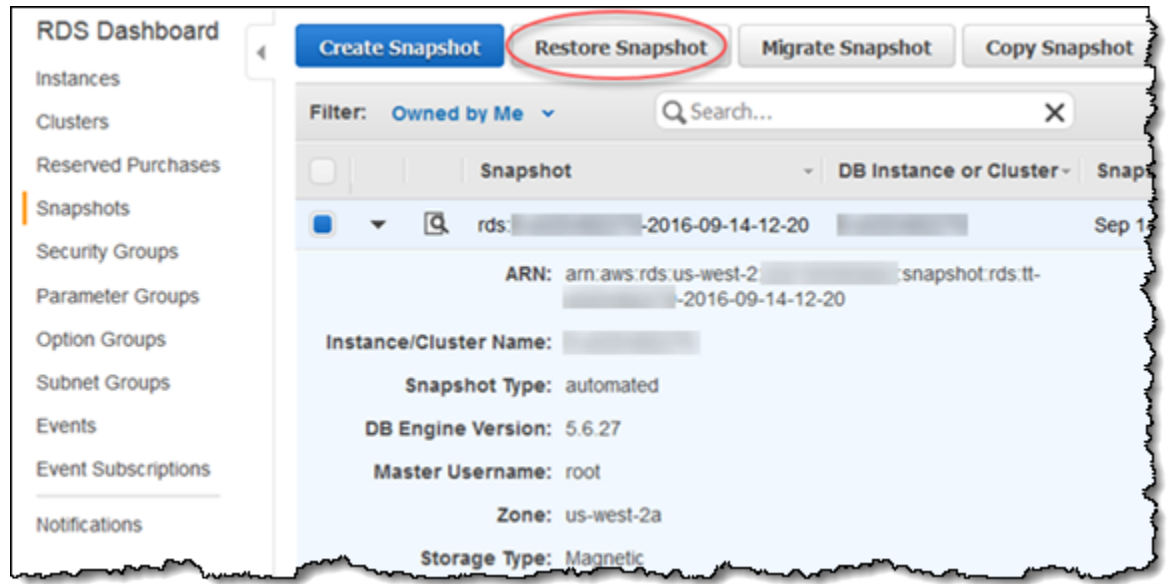 RDS Dashboard
Instances
Clusters
Reserved Purchases
Snapshots
Security Groups
Parameter Groups
Option Groups
Subnet Groups
Events
Event Subscriptions
Notifications
Create Snapshot Restore Snapshot Migrate Snapshot Copy Snapshot
Filter: Owned by Me Search...
Snapshot DB Instance or Cluster
rds: -2016-09-14-12-20 Sep
ARN: arn:aws:rds:us-west-2: :snapshot:rds:tt-
-2016-09-14-12-20
Instance/Cluster Name:
Snapshot Type: automated
DB Engine Version: 5.6.27
Master Username: root
Zone: us-west-2a
Storage Type: Magnetic